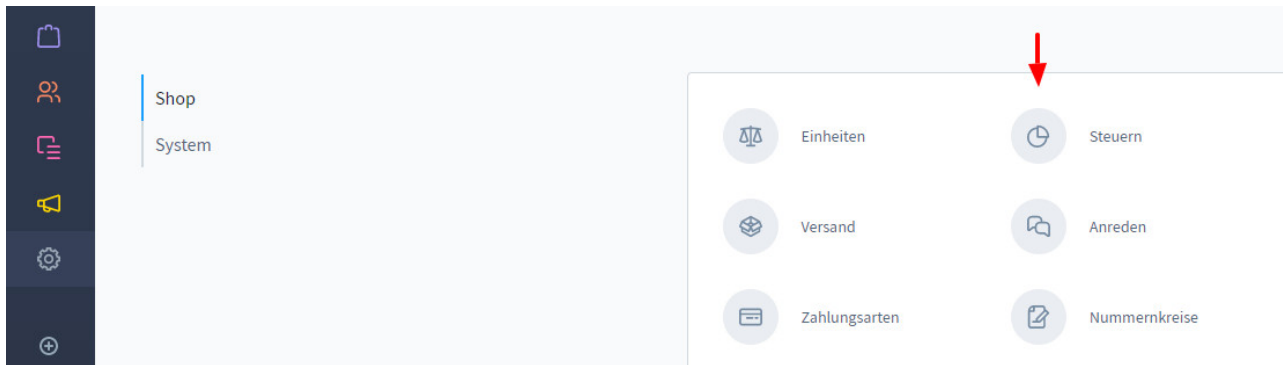 Shop
System
Einheiten
Steuern
Versand
Anreden
Zahlungsarten
Nummernkreise